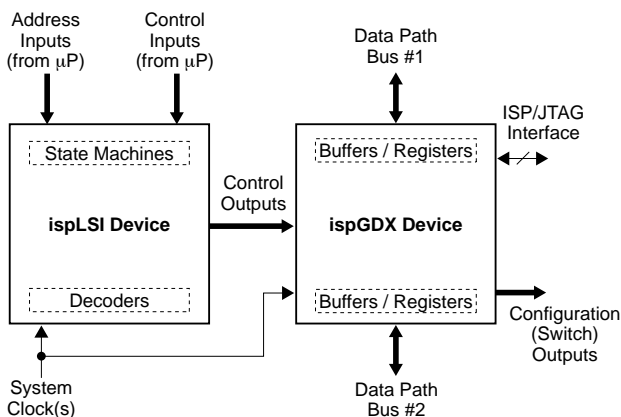 Address
Inputs
(from μP)
Control
Inputs
(from μP)
Data Path
Bus #1
ISP/JTAG
Interface
State Machines
Buffers / Registers
Control
Outputs
ispLSI Device
ispGDX Device
Decoders
Buffers / Registers
Configuration
(Switch)
Outputs
System
Clock(s)
Data Path
Bus #2